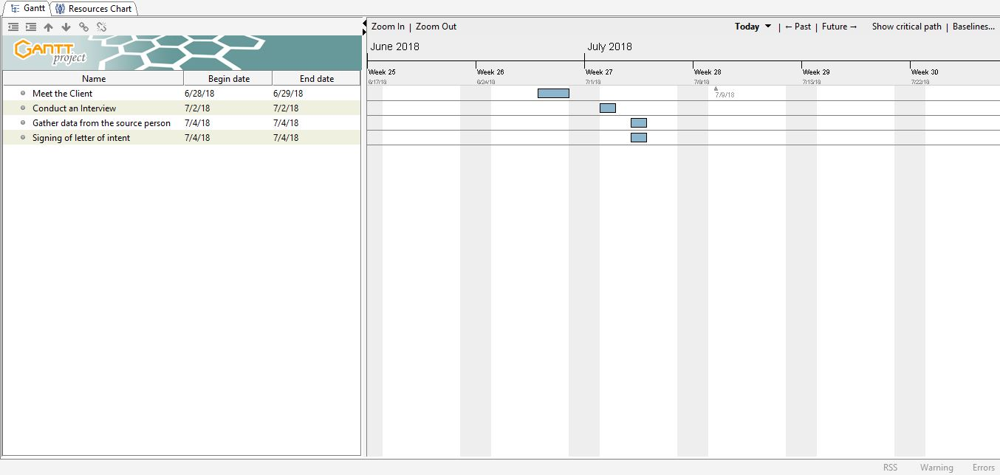 Gantt Resources Chart
Zoom In | Zoom Out Today | ←Past | Future→ Show critical path | Baselines...
GANTT
project
June 2018 July 2018
Name Begin date End date
Week 25 Week 26 Week 27 Week 28 Week 29 Week 30
6/17/18 6/24/18 7/1/18 7/8/18 7/15/18 7/22/18
Meet the Client 6/28/18 6/29/18
7/9/18
Conduct an Interview 7/2/18 7/2/18
Gather data from the source person 7/4/18 7/4/18
Signing of letter of intent 7/4/18 7/4/18
RSS Warning Errors